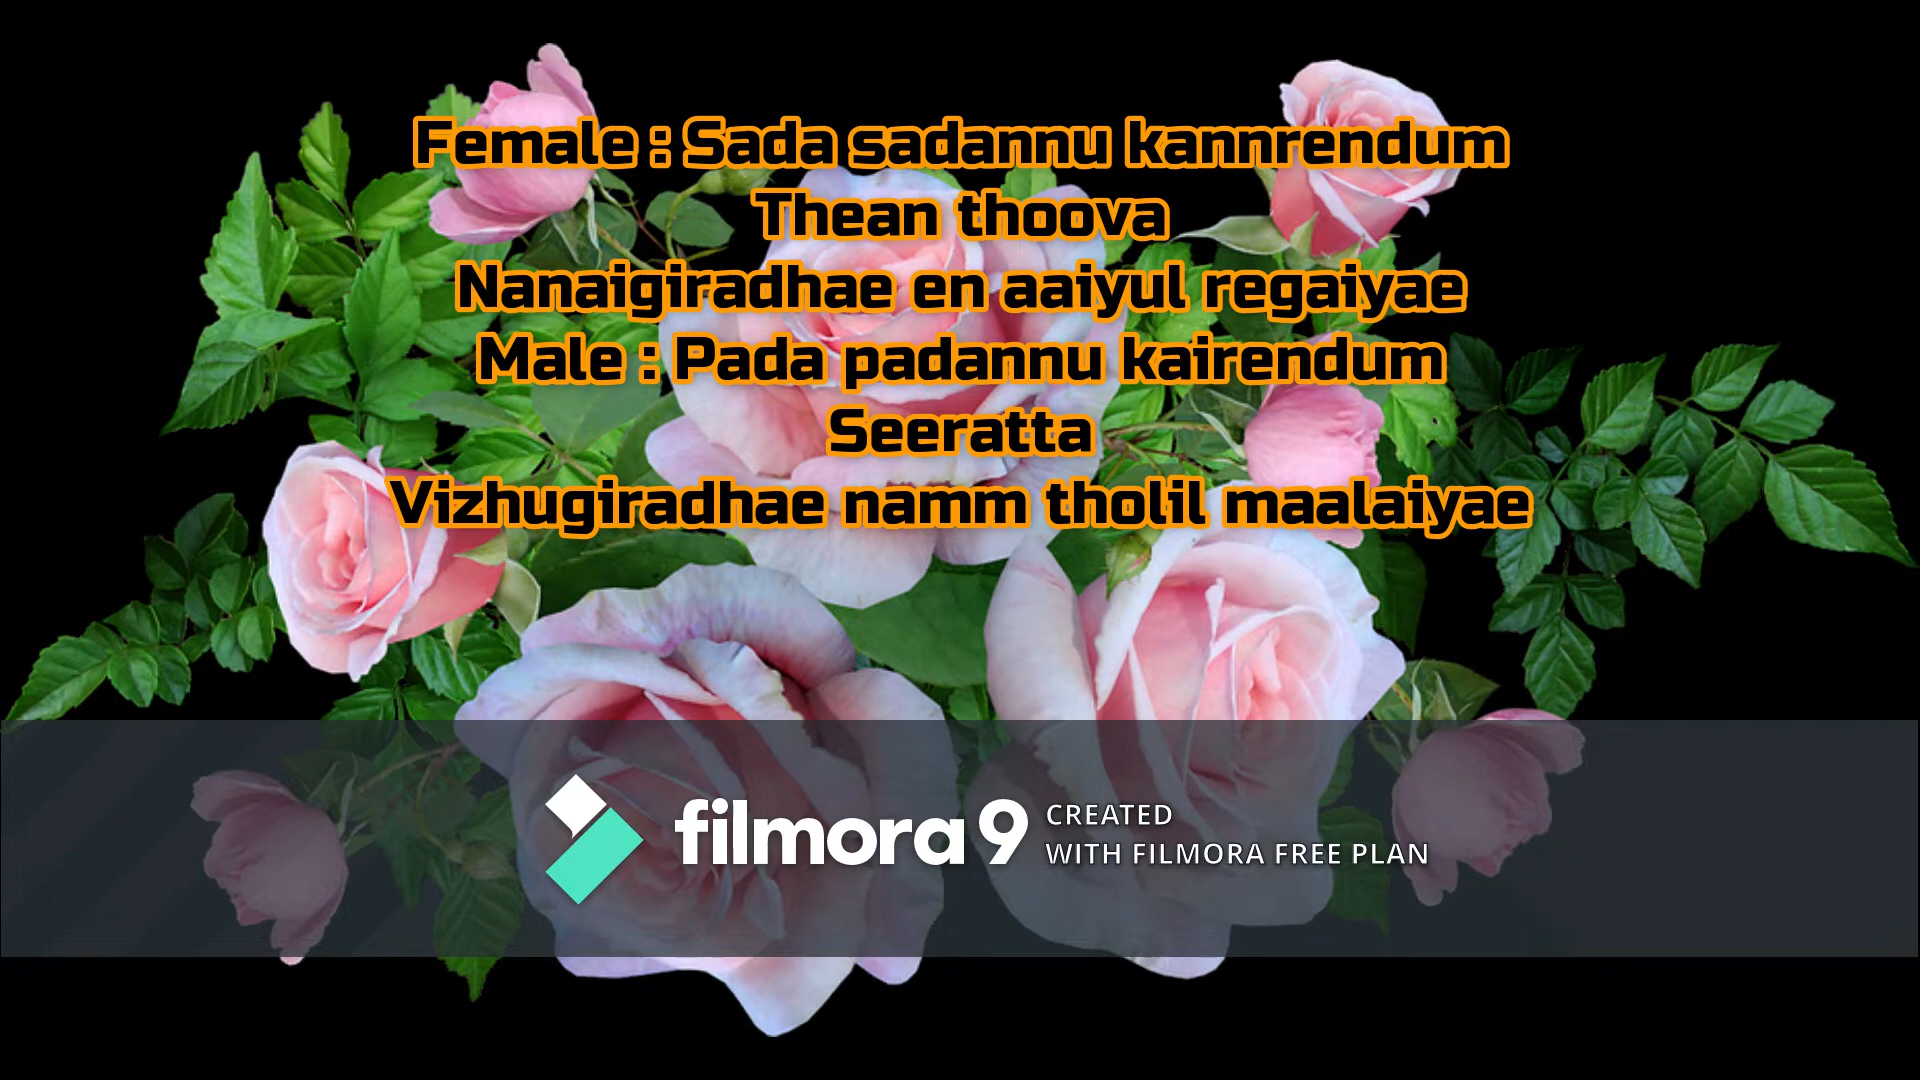 Female : Sada sadannu kannrendum
Thean thoova
Nanaigiradhae en aaiyul regaiyae
Male : Pada padannu kairendum
Seeratta
Vizhugiradhae namm tholil maalaiyae
filmora 9 CREATED
WITH FILMORA FREE PLAN